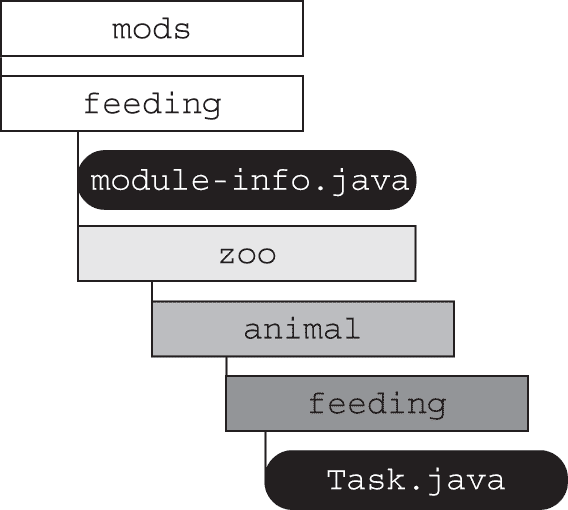 mods
feeding
module-info.java
zoo
animal
feeding
Task.java